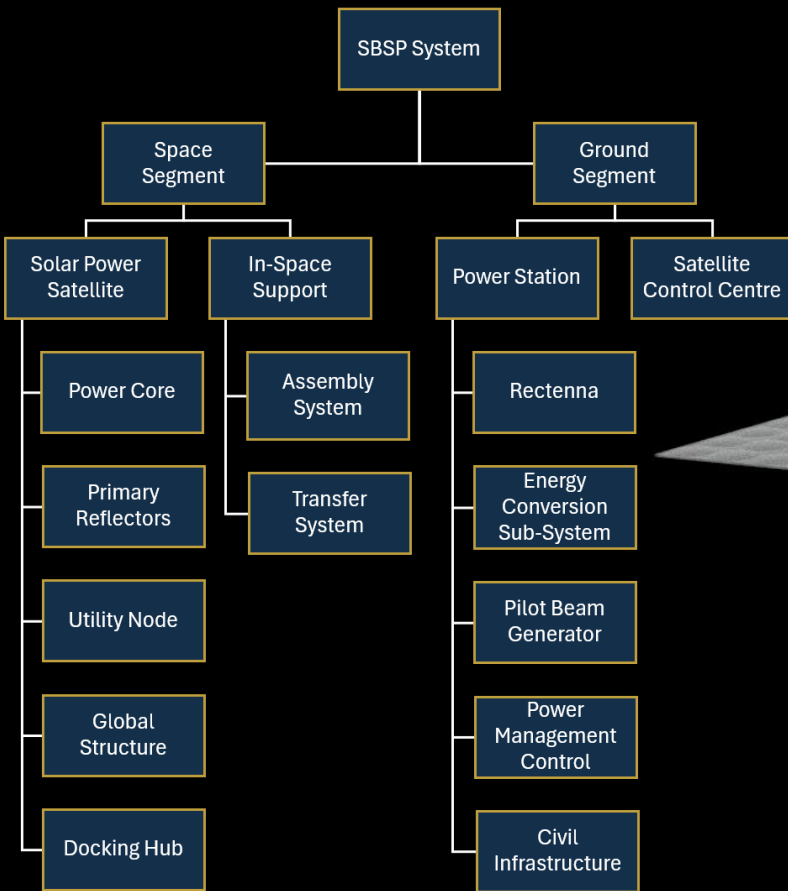 SBSP System
Space
Segment
Ground
Segment
Solar Power
Satellite
In-Space
Support
Power Station
Satellite
Control Centre
Power Core
Primary
Reflectors
Utility Node
Global
Structure
Docking Hub
Assembly
System
Transfer
System
Rectenna
Energy
Conversion
Sub-System
Pilot Beam
Generator
Power
Management
Control
Civil
Infrastructure